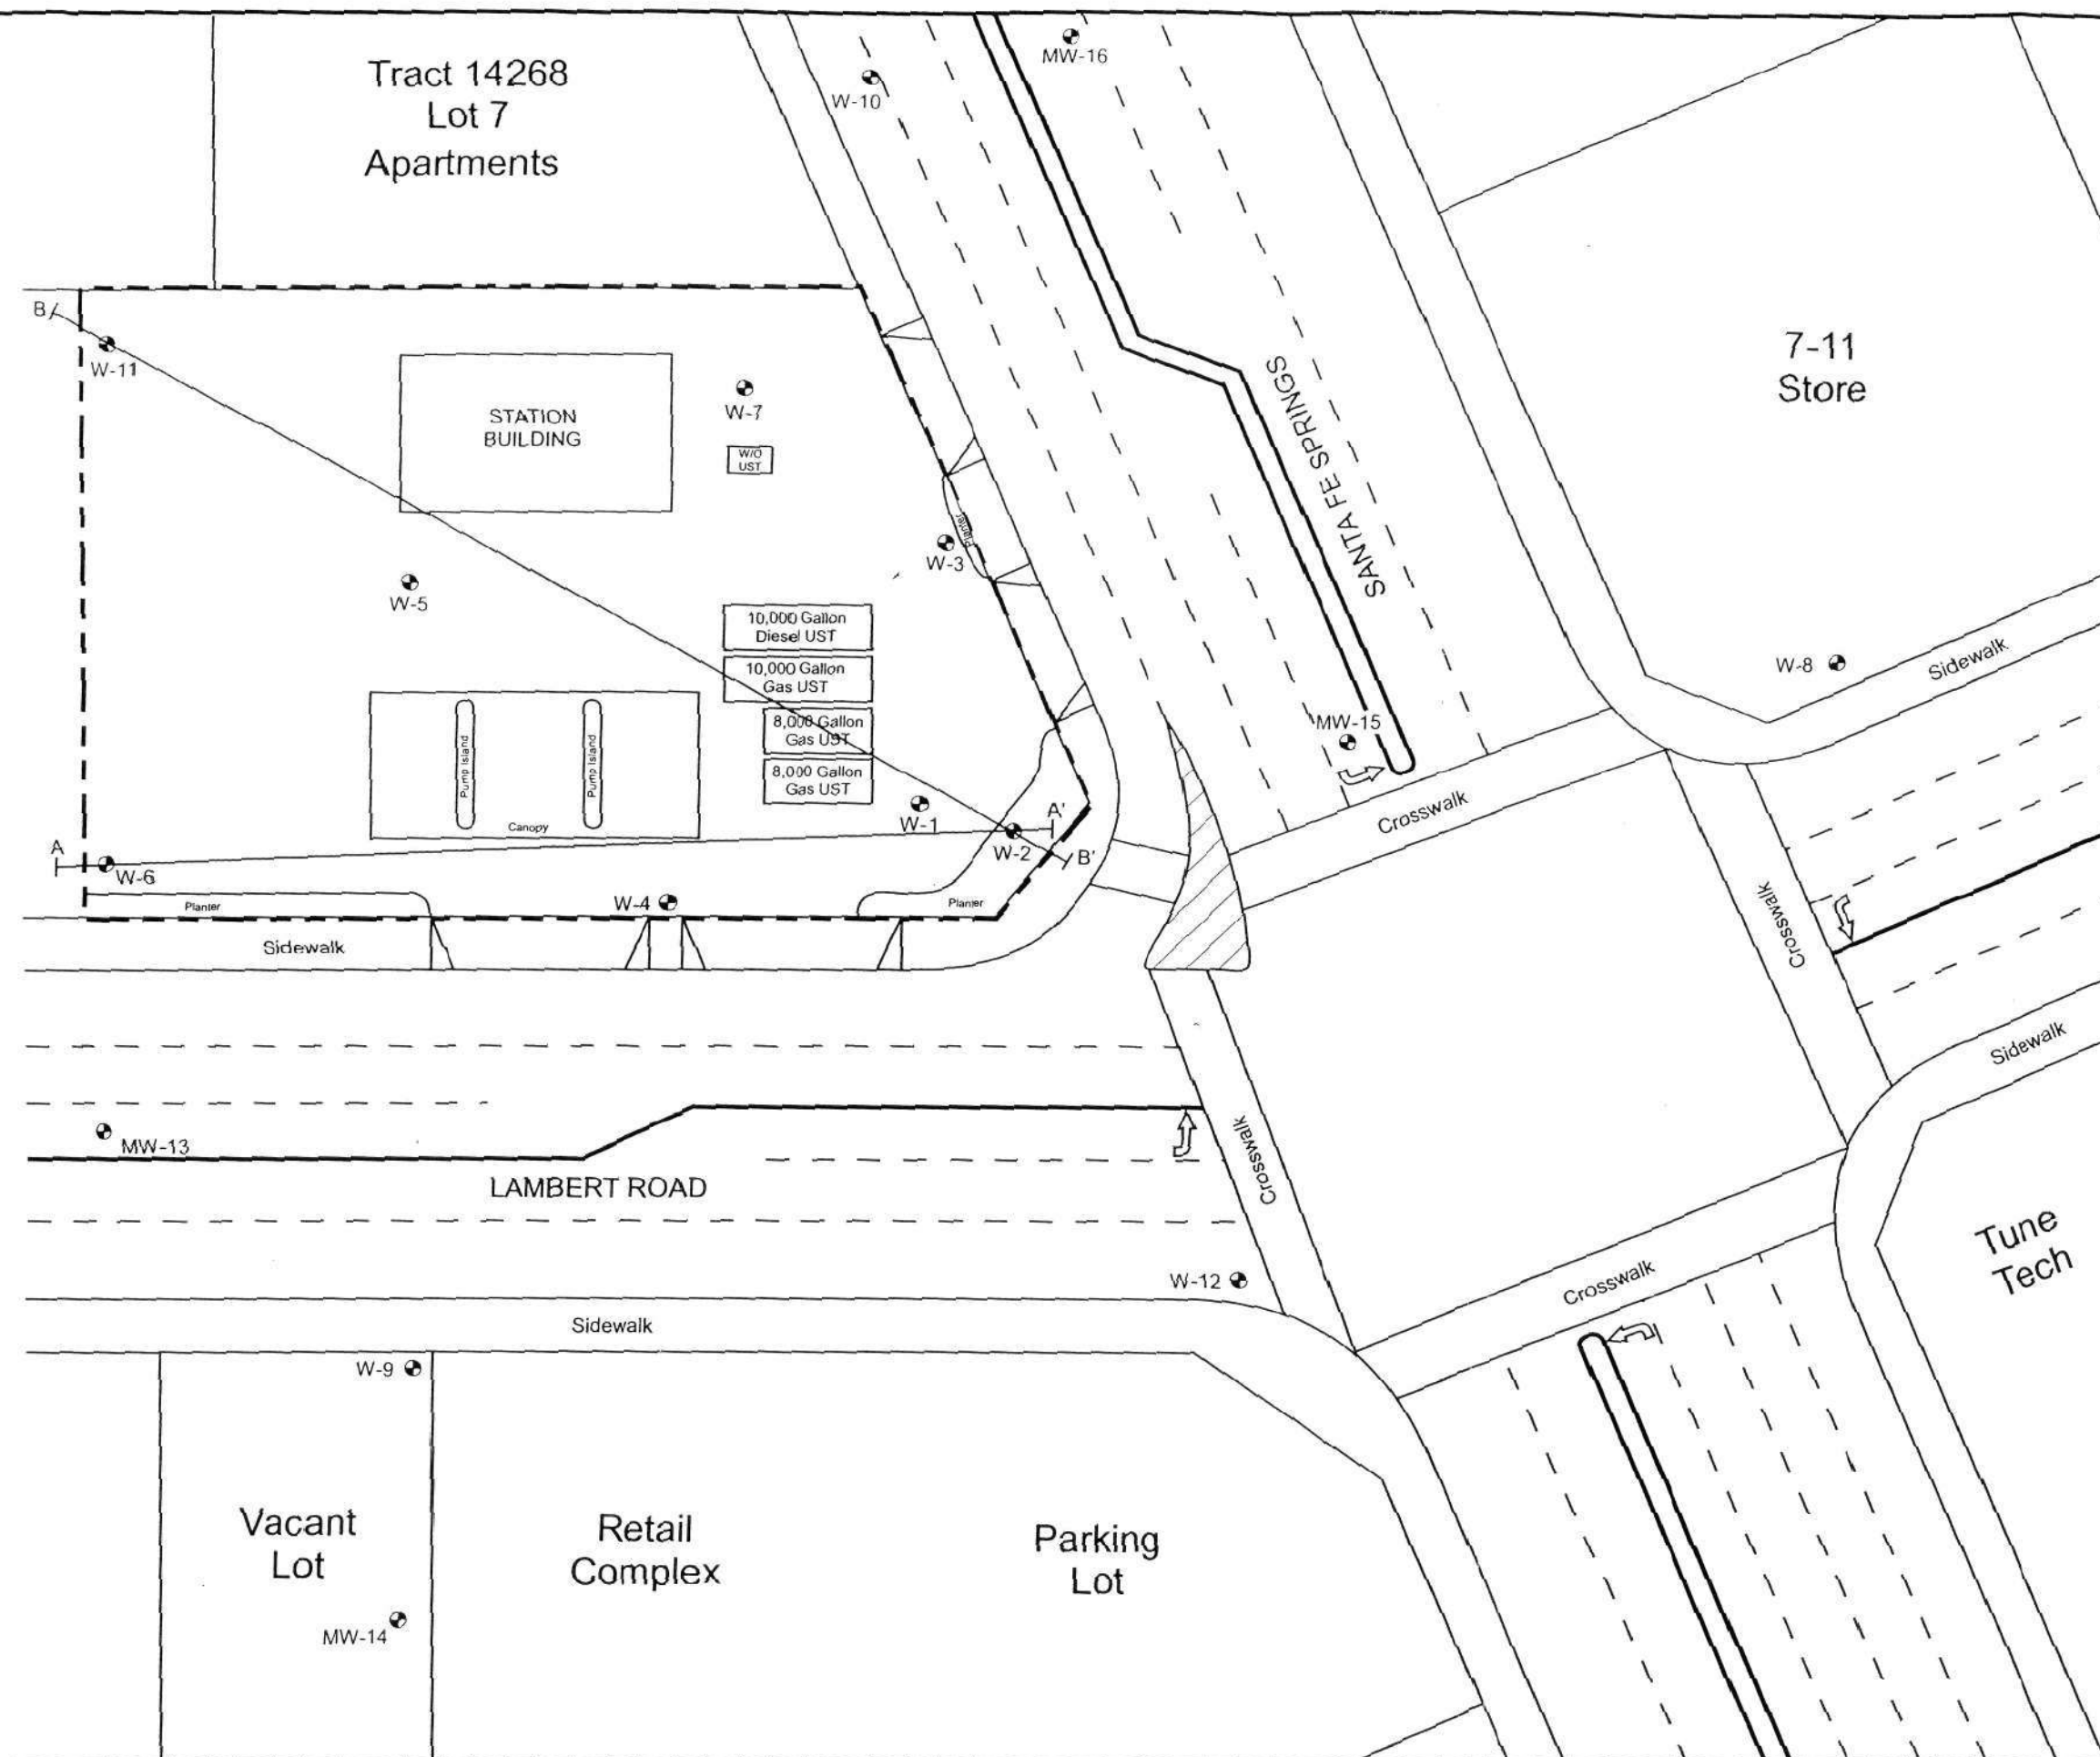 MW-16
Tract 14268
Lot 7
Apartments
W-10
B
W-11
STATION
BUILDING
W-7
W/O
UST
Planter
W-3
W-5
10,000 Gallon
Diesel UST
10,000 Gallon
Gas UST
8,000 Gallon
Gas UST
8,000 Gallon
Gas UST
Pump Island
Pump Island
Canopy
SANTA FE SPRINGS
7-11
Store
W-8
Sidewalk
MW-15
Crosswalk
W-1
A'
W-2
B'
A
W-6
Planter
W-4
Planter
Sidewalk
Crosswalk
Sidewalk
MW-13
LAMBERT ROAD
Crosswalk
W-12
Crosswalk
Tune
Tech
Sidewalk
W-9
Vacant
Lot
Retail
Complex
Parking
Lot
MW-14